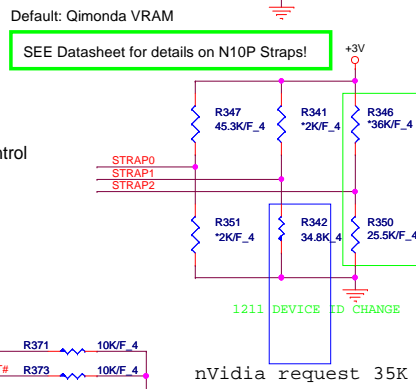 Default: Qimonda VRAM
SEE Datasheet for details on N10P Straps!
+3V
R347
45.3K/F_4
R341
*2K/F_4
R346
*36K/F_4
ntrol
STRAP0
STRAP1
STRAP2
R351
*2K/F_4
R342
34.8K_4
R350
25.5K/F_4
1211 DEVICE ID CHANGE
R371
10K/F_4
T#
R373
10K/F_4
nVidia request 35K